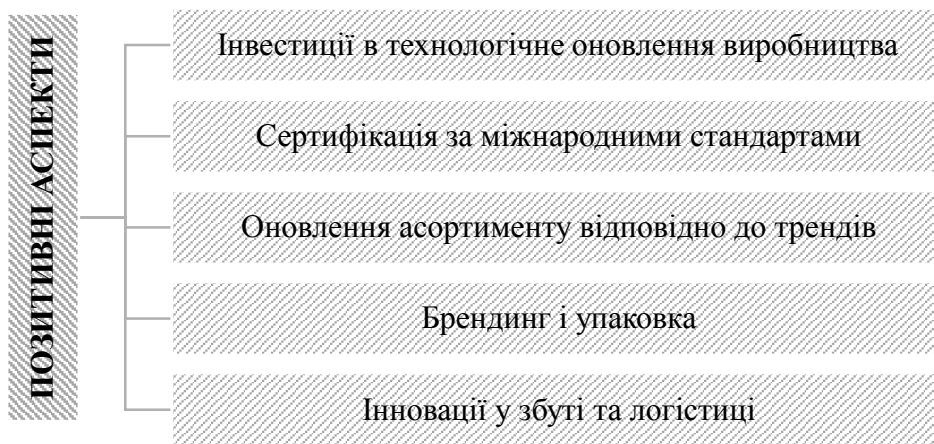 ПОЗИТИВНІ АСПЕКТИ
Інвестиції в технологічне оновлення виробництва
Сертифікація за міжнародними стандартами
Оновлення асортименту відповідно до трендів
Брендинг і упаковка
Інновації у збуті та логістиці